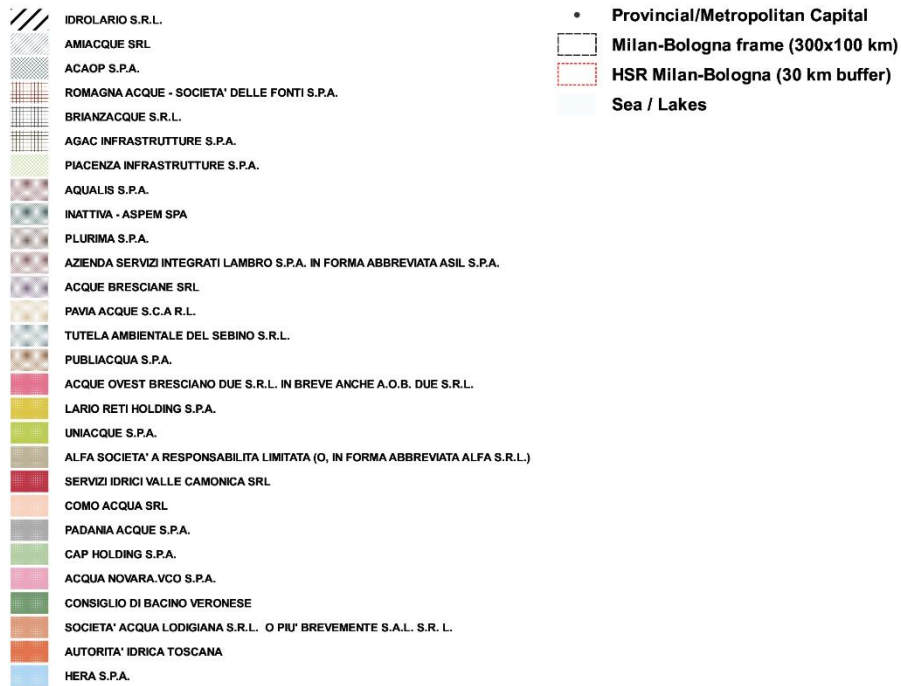 IDROLARIO S.R.L.
AMIACQUE SRL
ACAOP S.P.A.
ROMAGNA ACQUE - SOCIETA' DELLE FONTI S.P.A.
BRIANZACQUE S.R.L.
AGAC INFRASTRUTTURE S.P.A.
PIACENZA INFRASTRUTTURE S.P.A.
AQUALIS S.P.A.
INATTIVA - ASPEM SPA
PLURIMA S.P.A.
AZIENDA SERVIZI INTEGRATI LAMBRO S.P.A. IN FORMA ABBREVIATA ASIL S.P.A.
ACQUE BRESCIANE SRL
PAVIA ACQUE S.C.A R.L.
TUTELA AMBIENTALE DEL SEBINO S.R.L.
PUBLIACQUA S.P.A.
ACQUE OVEST BRESCIANO DUE S.R.L. IN BREVE ANCHE A.O.B. DUE S.R.L.
LARIO RETI HOLDING S.P.A.
UNIACQUE S.P.A.
ALFA SOCIETA' A RESPONSABILITA LIMITATA (O, IN FORMA ABBREVIATA ALFA S.R.L.)
SERVIZI IDRICI VALLE CAMONICA SRL
COMO ACQUA SRL
PADANIA ACQUE S.P.A.
CAP HOLDING S.P.A.
ACQUA NOVARA.VCO S.P.A.
CONSIGLIO DI BACINO VERONESE
SOCIETA' ACQUA LODIGIANA S.R.L. O PIU' BREVEMENTE S.A.L. S.R. L.
AUTORITA' IDRICA TOSCANA
HERA S.P.A.
Provincial/Metropolitan Capital
Milan-Bologna frame (300x100 km)
HSR Milan-Bologna (30 km buffer)
Sea / Lakes